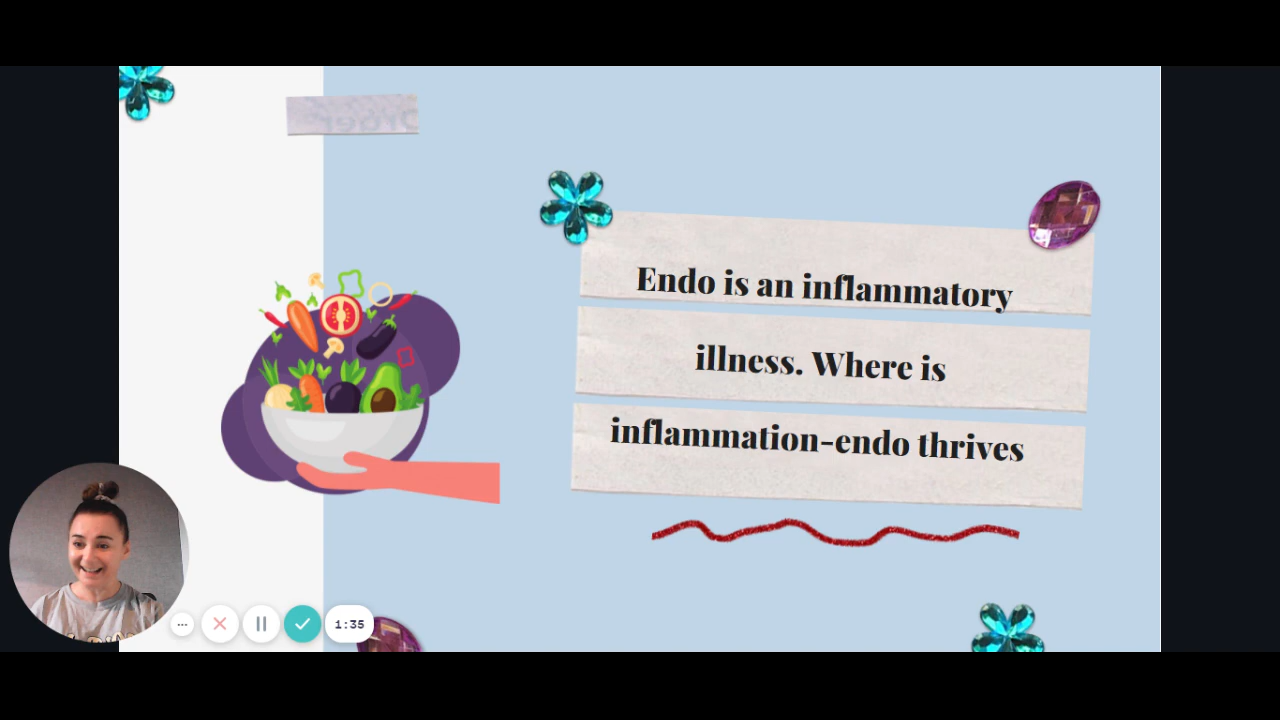 Endo is an inflammatory
illness. Where is
inflammation-endo thrives
1:35